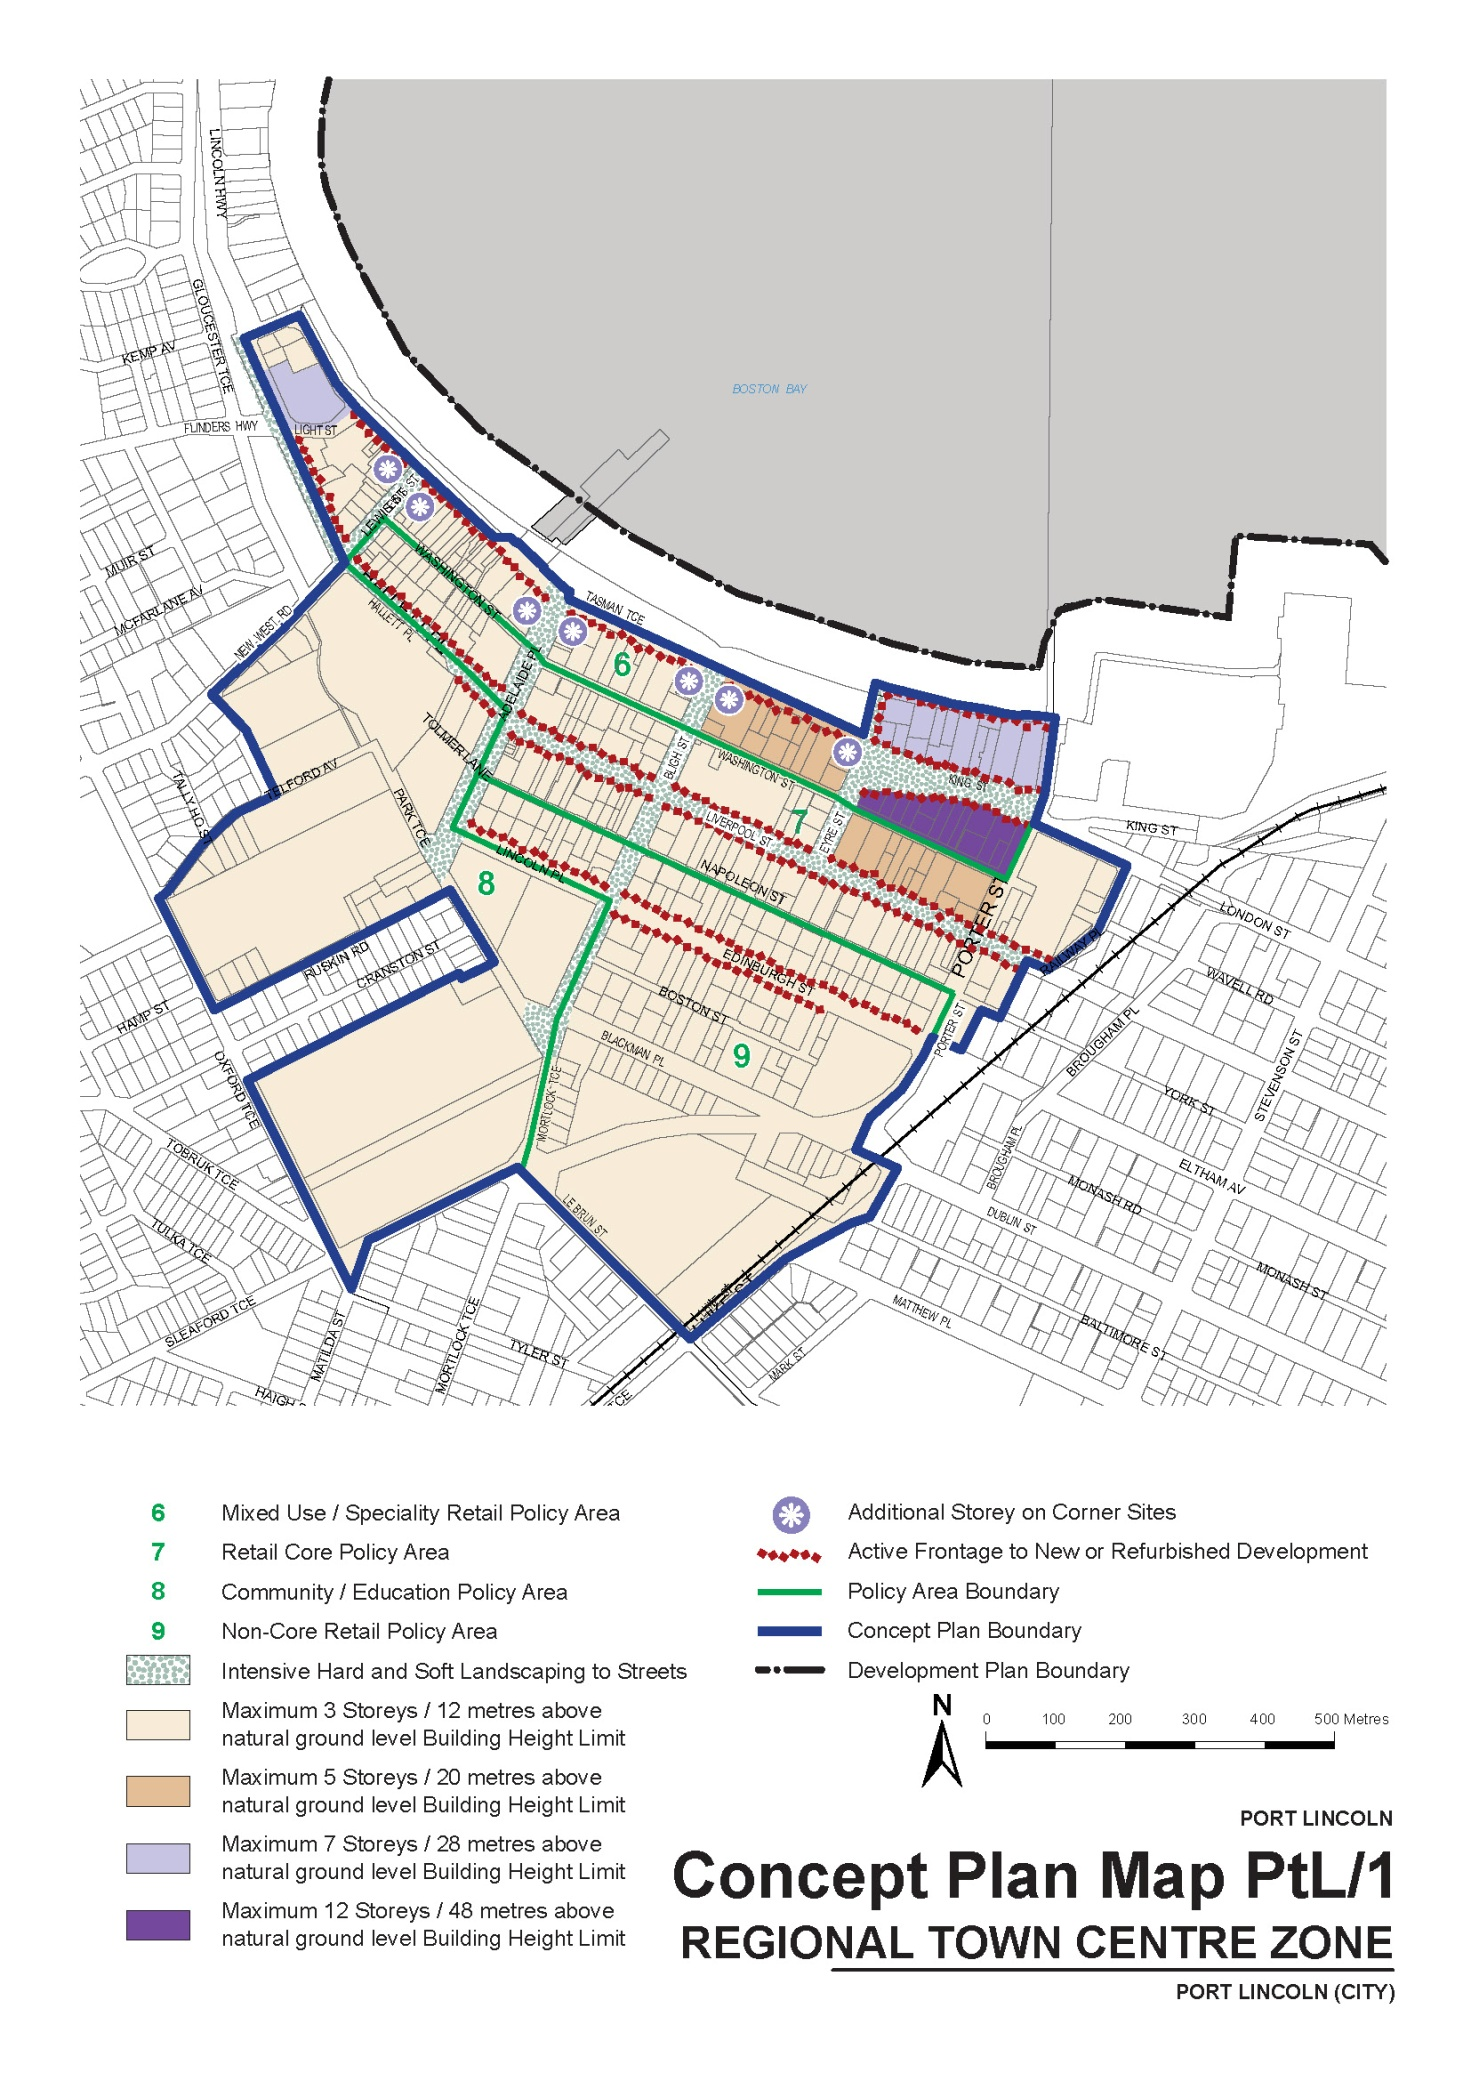 LINCOLN HWY
GLOUCESTER TCE
KEMP AV
FLINDERS HWY
LIGHT ST
BOSTON BAY
LEWIS ST
MUIR ST
MCFARLANE AV
NEW WEST RD
WASHINGTON ST
HALLETT PL
TASMAN TCE
ADELAIDE PL
6
TOLMER LANE
BLIGH ST
WASHINGTON ST
KING ST
TALLY HO ST
TELFORD AV
PARK TCE
LIVERPOOL ST
7
EYRE ST
KING ST
LINCOLN PL
8
NAPOLEON ST
PORTER ST
LONDON ST
RAILWAY PL
RUSKIN RD
CRANSTON ST
EDINBURGH ST
WAVELL RD
HAMP ST
BOSTON ST
PORTER ST
BROUGHAM PL
BLACKMAN PL
9
STEVENSON ST
OXFORD TCE
MORTLOCK TCE
YORK ST
TOBRUK TCE
BROUGHAM PL
ELTHAM AV
MONASH RD
LE BRUN ST
DUBLIN ST
TULKA TCE
MONASH ST
SLEAFORD TCE
MATILDA ST
MORTLOCK TCE
TYLER ST
MATTHEW PL
BALTIMORE ST
MARK ST
HAIGH
TCE
6 Mixed Use / Speciality Retail Policy Area
7 Retail Core Policy Area
8 Community / Education Policy Area
9 Non-Core Retail Policy Area
Intensive Hard and Soft Landscaping to Streets
Maximum 3 Storeys / 12 metres above
natural ground level Building Height Limit
Maximum 5 Storeys / 20 metres above
natural ground level Building Height Limit
Maximum 7 Storeys / 28 metres above
natural ground level Building Height Limit
Maximum 12 Storeys / 48 metres above
natural ground level Building Height Limit
Additional Storey on Corner Sites
Active Frontage to New or Refurbished Development
Policy Area Boundary
Concept Plan Boundary
Development Plan Boundary
N
0 100 200 300 400 500 Metres
PORT LINCOLN
Concept Plan Map PtL/1
REGIONAL TOWN CENTRE ZONE
PORT LINCOLN (CITY)